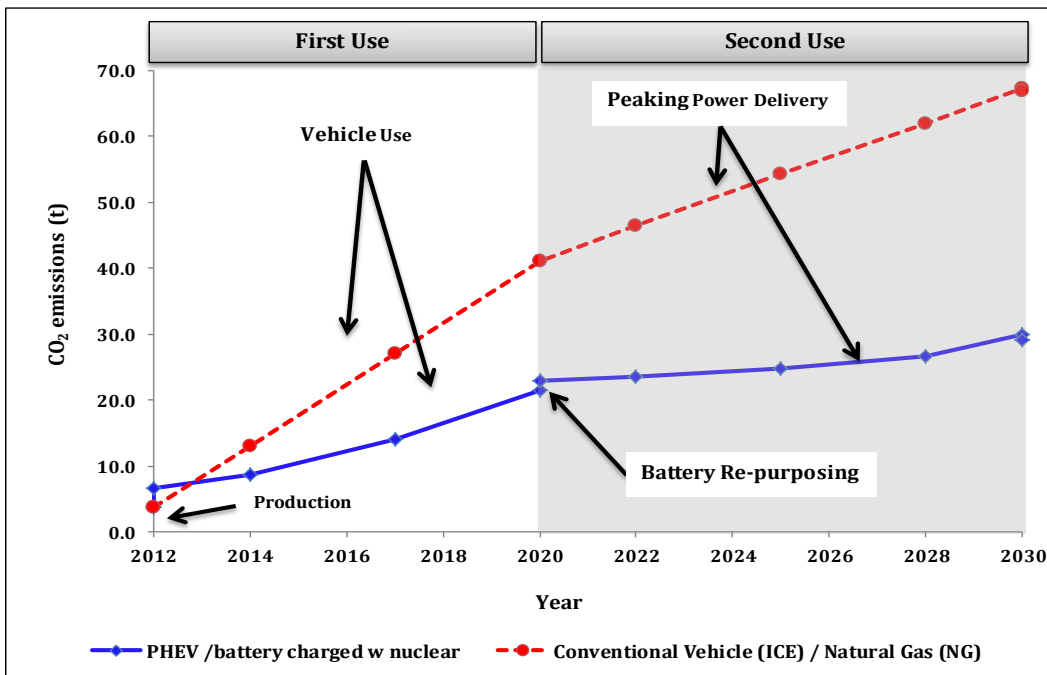 First Use
Second Use
70.0
60.0
50.0
40.0
30.0
20.0
10.0
0.0
CO2 emissions (t)
Vehicle Use
Peaking Power Delivery
Production
Battery Re-purposing
2012 2014 2016 2018 2020 2022 2024 2026 2028 2030
Year
PHEV /battery charged w nuclear
Conventional Vehicle (ICE) / Natural Gas (NG)